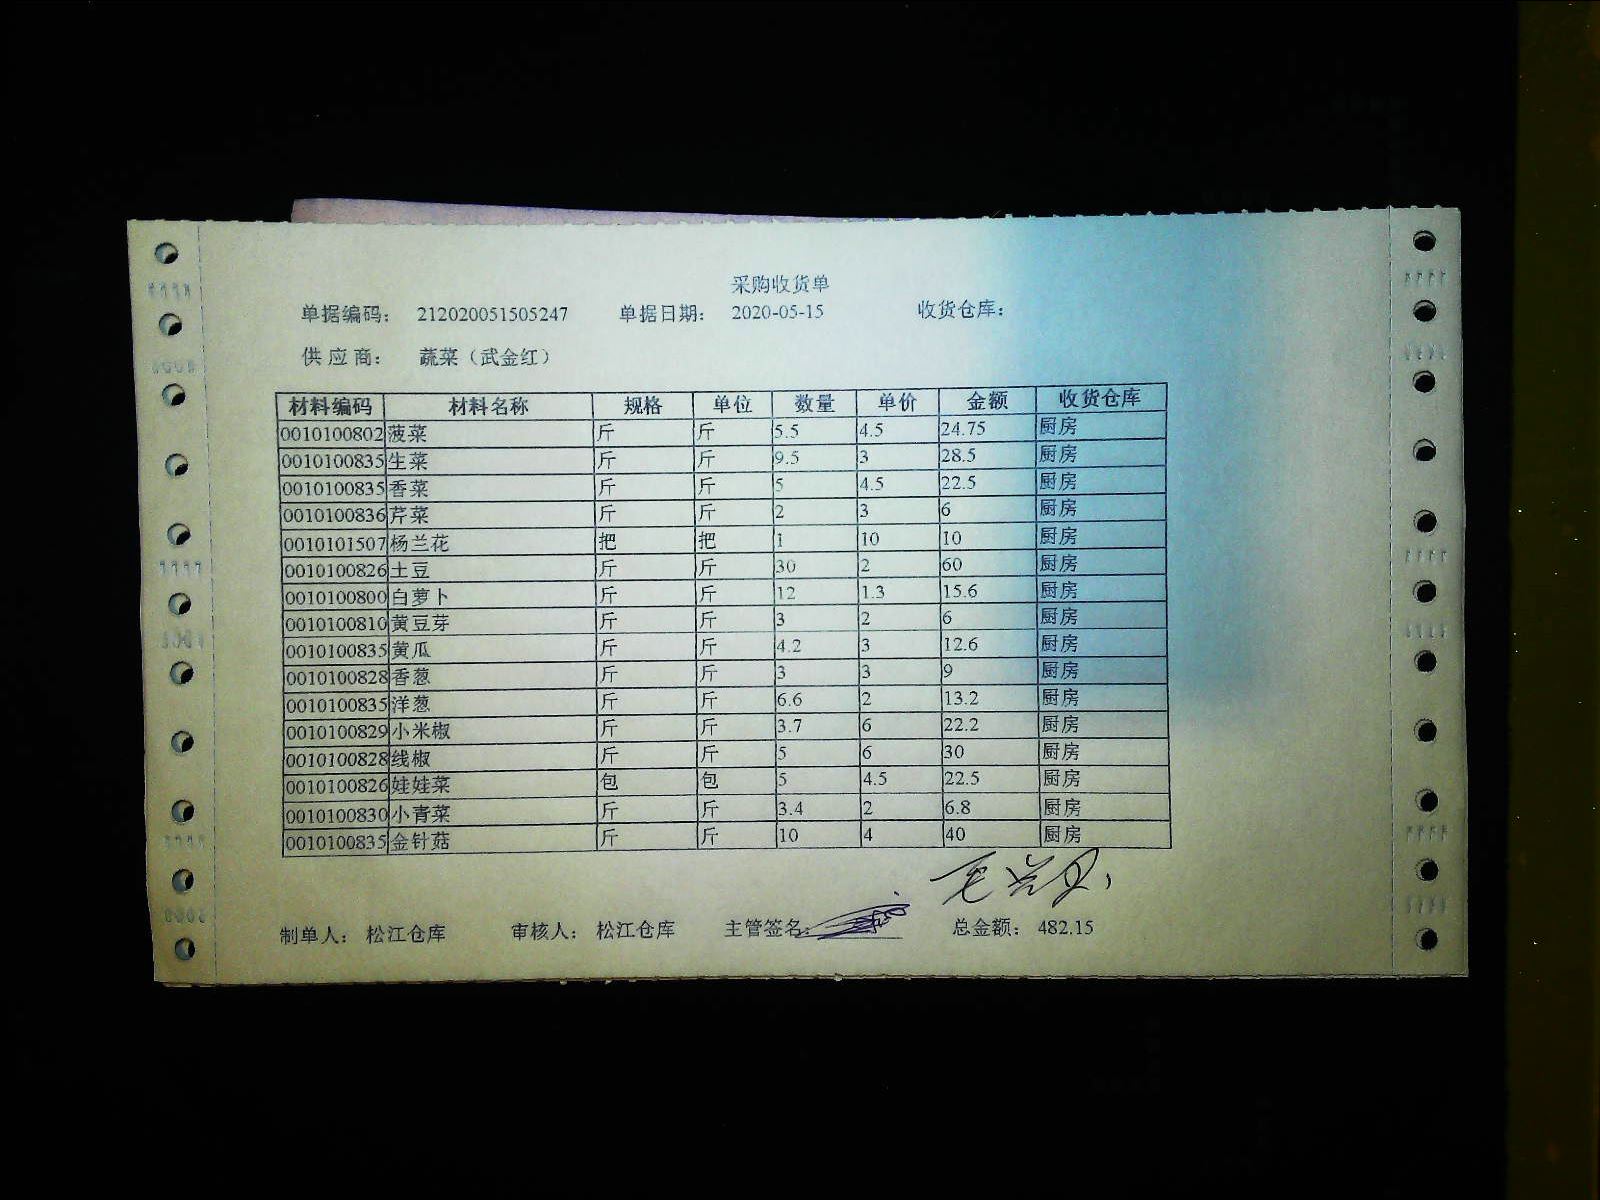 采购收货单
单据编码： 212020051505247 单据日期： 2020-05-15 收货仓库：
供 应 商： 蔬菜（武金红）
材料编码 材料名称 规格 单位 数量 单价 金额 收货仓库
0010100802 菠菜 斤 斤 5.5 4.5 24.75 厨房
0010100835 生菜 斤 斤 9.5 3 28.5 厨房
0010100835 香菜 斤 斤 5 4.5 22.5 厨房
0010100836 芹菜 斤 斤 2 3 6 厨房
0010101507 杨兰花 把 把 1 10 10 厨房
0010100826 土豆 斤 斤 30 2 60 厨房
0010100800 白萝卜 斤 斤 12 1.3 15.6 厨房
0010100810 黄豆芽 斤 斤 3 2 6 厨房
0010100835 黄瓜 斤 斤 4.2 3 12.6 厨房
0010100828 香葱 斤 斤 3 3 9 厨房
0010100835 洋葱 斤 斤 6.6 2 13.2 厨房
0010100829 小米椒 斤 斤 3.7 6 22.2 厨房
0010100828 线椒 斤 斤 5 6 30 厨房
0010100826 娃娃菜 包 包 5 4.5 22.5 厨房
0010100830 小青菜 斤 斤 3.4 2 6.8 厨房
0010100835 金针菇 斤 斤 10 4 40 厨房
制单人： 松江仓库 审核人： 松江仓库 主管签名： 总金额： 482.15